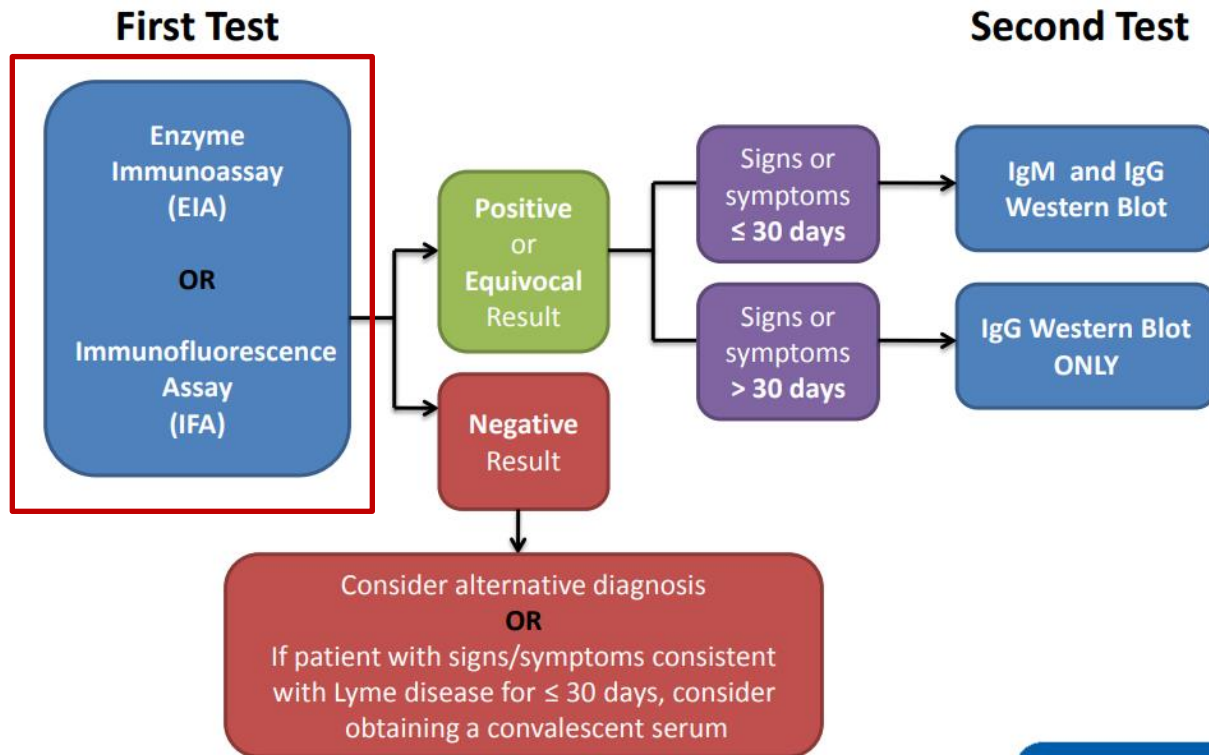 First Test
Second Test
Enzyme
Immunoassay
(EIA)
OR
Immunofluorescence
Assay
(IFA)
Positive
or
Equivocal
Result
Negative
Result
Signs or
symptoms
≤ 30 days
Signs or
symptoms
> 30 days
IgM and IgG
Western Blot
IgG Western Blot
ONLY
Consider alternative diagnosis
OR
If patient with signs/symptoms consistent
with Lyme disease for ≤ 30 days, consider
obtaining a convalescent serum